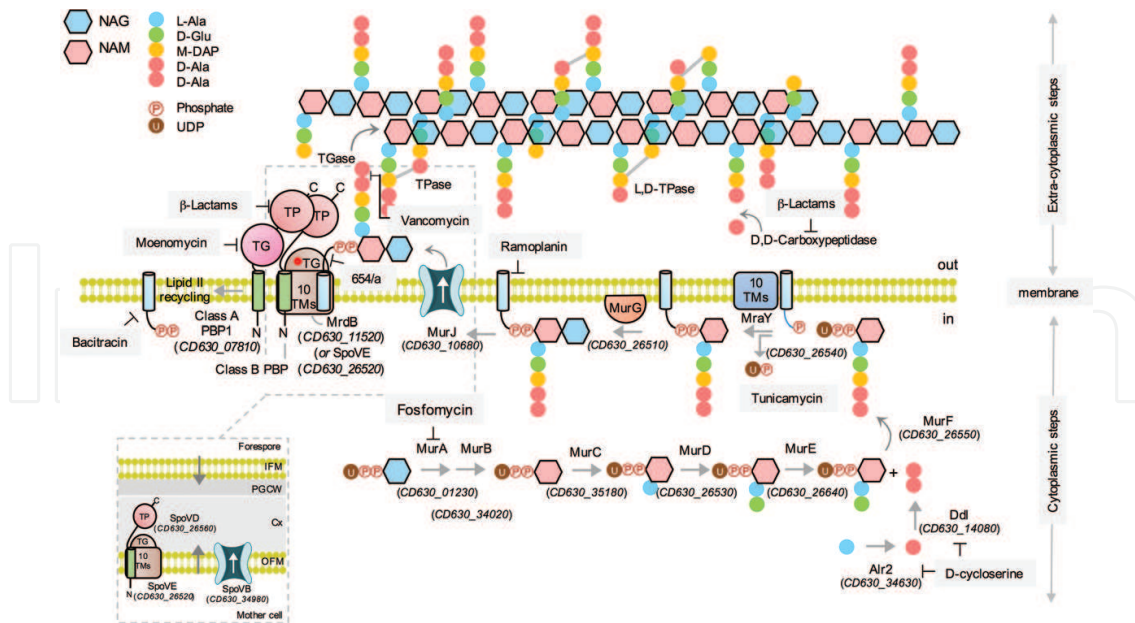 NAG
NAM
L-Ala
D-Glu
M-DAP
D-Ala
D-Ala
P Phosphate
U UDP
TGase
TPase
L,D-TPase
β-Lactams
β-Lactams
D,D-Carboxypeptidase
C
C
TP
TP
Vancomycin
Moenomycin
TG
TG
P P
Ramoplanin
654/a
out
in
membrane
Extra-cytoplasmic steps
Cytoplasmic steps
Lipid II
recycling
10
TMs
10
TMs
MurG
MraY
P P
Bacitracin
Class A
PBP1
(CD630_07810)
N
N
Class B PBP
MrdB
(CD630_11520)
(or SpoVE
(CD630_26520)
MurJ
(CD630_10680)
P P
(CD630_26510)
P P
(CD630_26540)
P
U P P
U P
Tunicamycin
Fosfomycin
MurA
MurB
MurC
MurD
MurE
MurF
(CD630_26550)
U P P
U P P
U P P
U P P
U P P
+
(CD630_01230)
(CD630_34020)
(CD630_35180)
(CD630_26530)
(CD630_26640)
Ddl
(CD630_14080)
Alr2
(CD630_34630)
D-cycloserine
Forespore
IFM
PGCW
C
TP
SpoVD
(CD630_26560)
Cx
TG
10
TMs
OFM
N
SpoVE
(CD630_26520)
SpoVB
(CD630_34980)
Mother cell